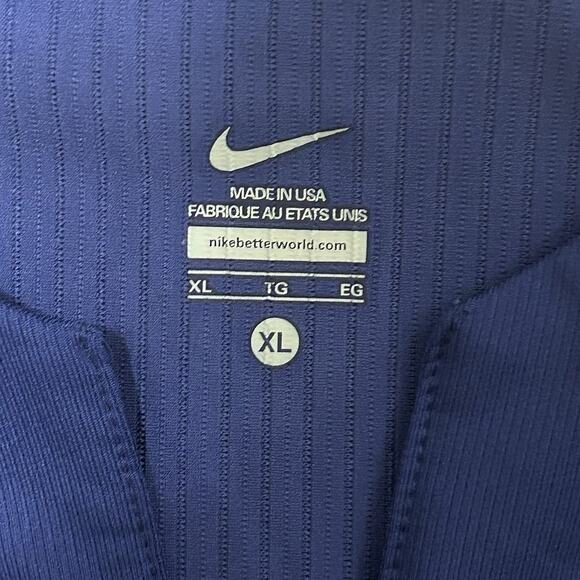 MADE IN USA
FABRIQUE AU ETATS UNIS
nikebetterworld.com
XL TG EG
XL